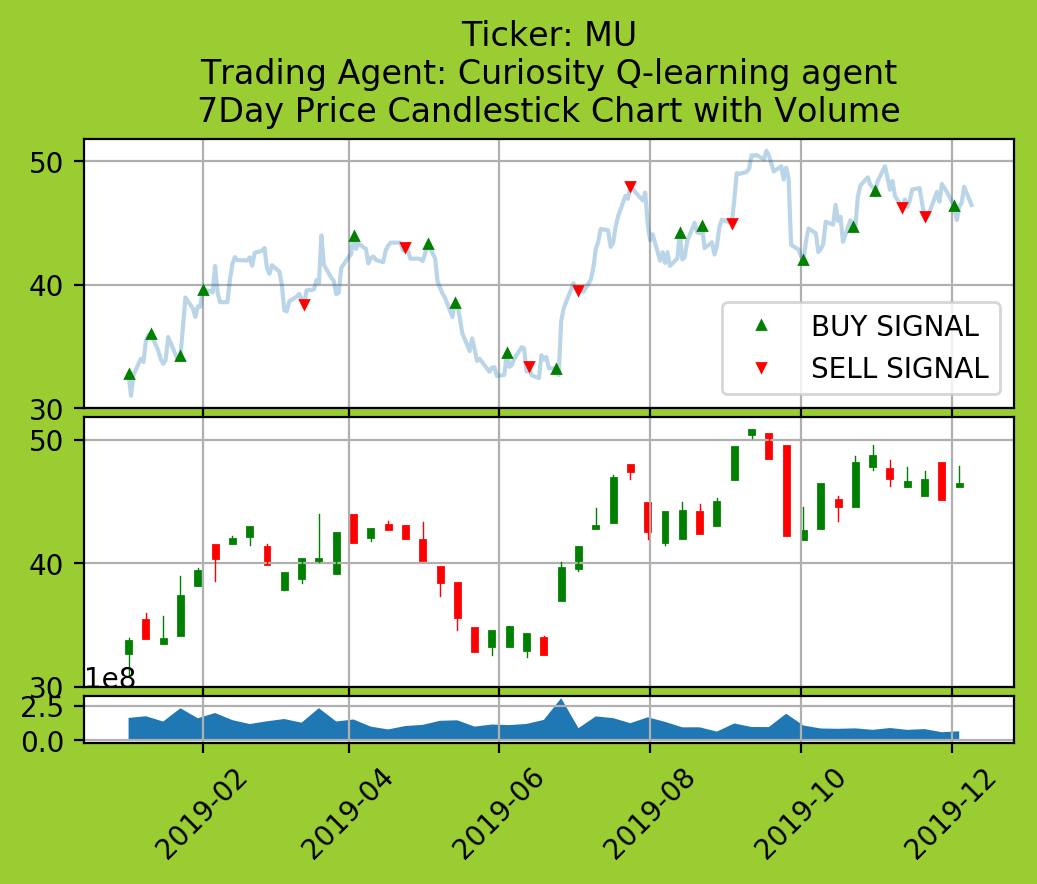 Ticker: MU
Trading Agent: Curiosity Q-learning agent
7Day Price Candlestick Chart with Volume
50
40
30
BUY SIGNAL
SELL SIGNAL
50
40
30
1e8
2.5
0.0
2019-02
2019-04
2019-06
2019-08
2019-10
2019-12